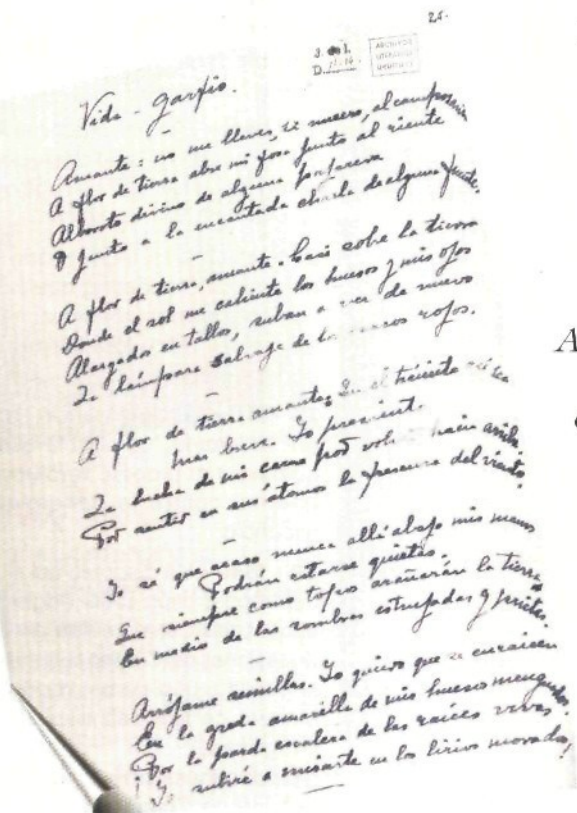 25.
3
D.
ARCHIVOS
LITERARIOS
Vida - garfio.
Amante: no me lleves, si muero, al camposanto
A flor de tierra abre mi fosa, junto al riente
Alboroto divino de alguna pajarera
O junto a la encantada charla de alguna fuente.
A flor de tierra, amante. Casi sobre la tierra
Donde el sol me caliente los huesos y mis ojos
Alargados en tallos, suban a ver de nuevo
La lámpara salvaje de los ocasos rojos.
A flor de tierra amante. Que el tránsito así sea
mas breve. Yo presiento
La lucha de mi carne por volver hacia arriba
Por sentir en sus átomos la frescura del viento.
Yo sé que acaso nunca allá abajo mis manos
Podrán estarse quietas.
Que siempre como topos arañarán la tierra
En medio de las sombras estrujadas y prietas.
Arrójame semillas. Yo quiero que se enraicen
En la greda amarilla de mis huesos menguados.
Por la parda escalera de las raíces vivas
¡Yo subiré a mirarte en los lirios morados!
A